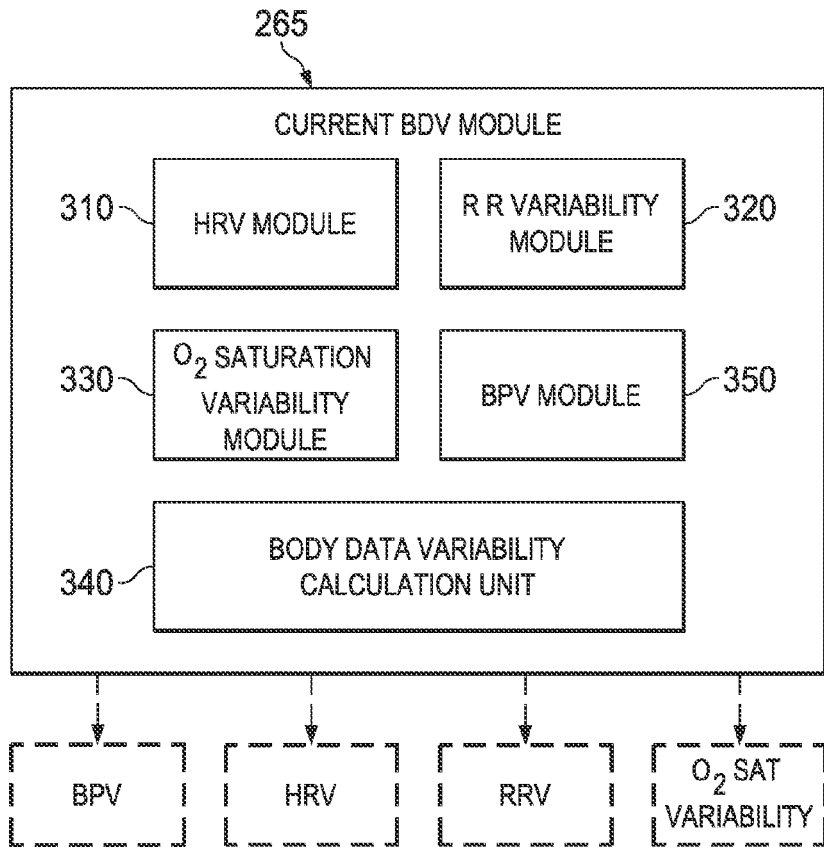 265
CURRENT BDV MODULE
310
HRV MODULE
R R VARIABILITY
MODULE
320
330
O2 SATURATION
VARIABILITY
MODULE
BPV MODULE
350
340
BODY DATA VARIABILITY
CALCULATION UNIT
BPV
HRV
RRV
O2 SAT
VARIABILITY